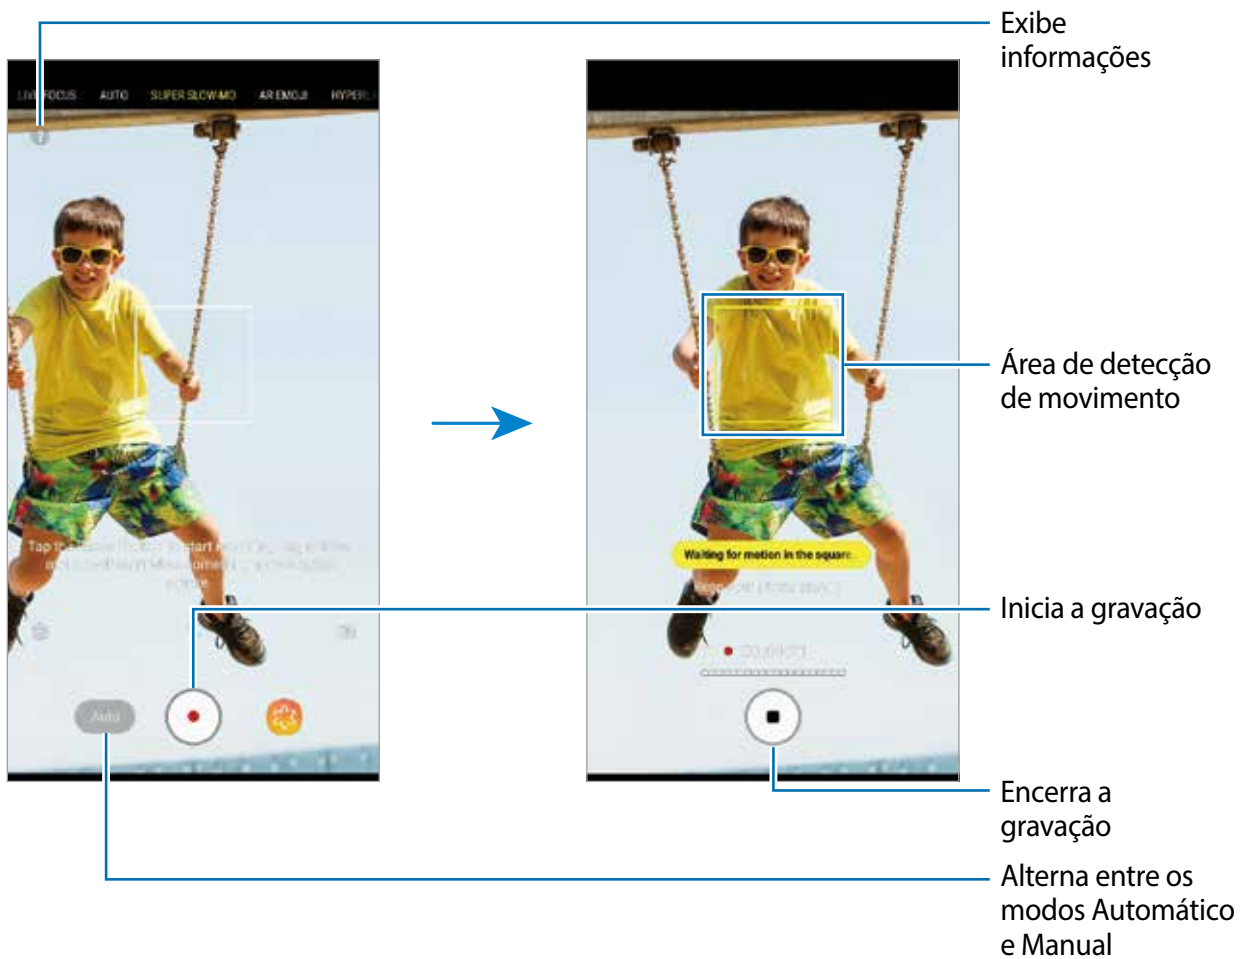 Exibe
informações
LIVE FOCUS AUTO SUPER SLOW-MO AR EMOJI
Área de detecção
de movimento
Waiting for motion in the square.
Inicia a gravação
Auto
Encerra a
gravação
Alterna entre os
modos Automático
e Manual